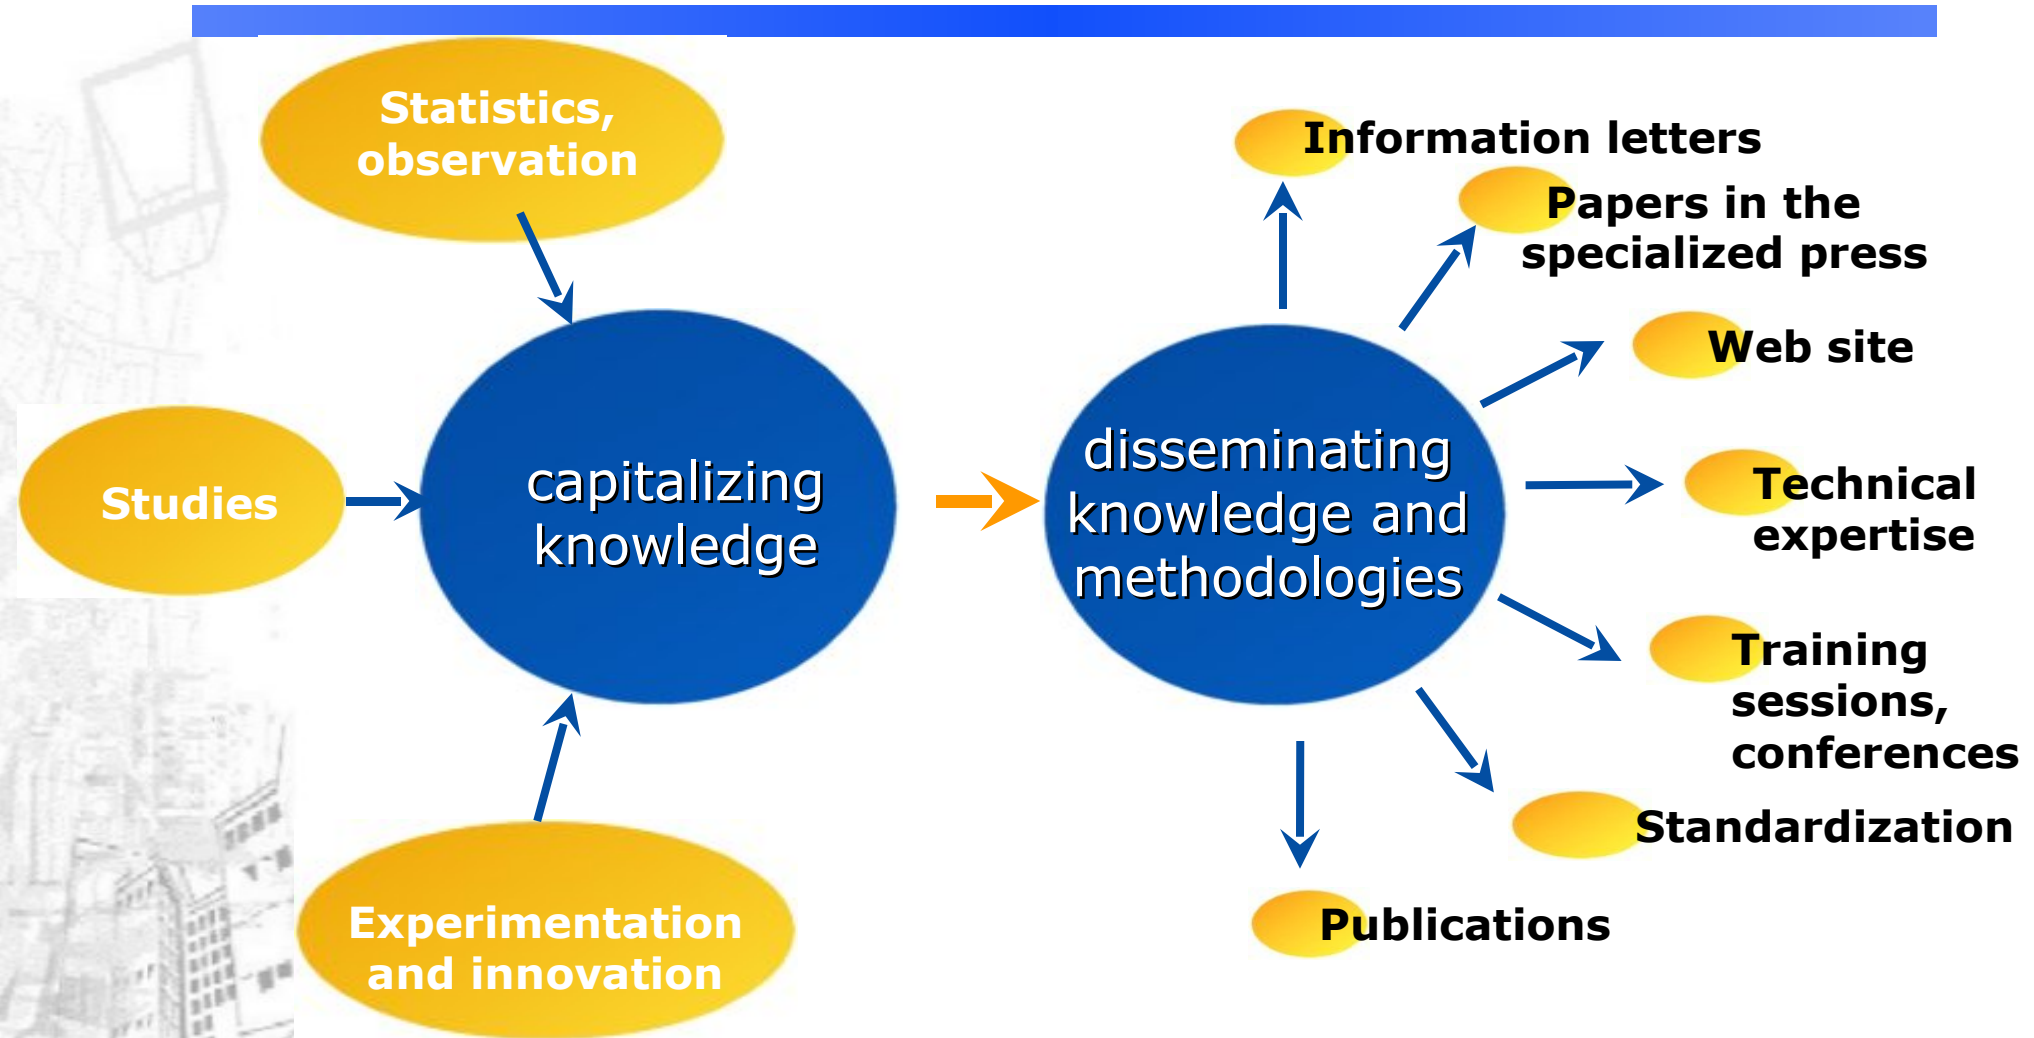 Statistics,
observation
Studies
Experimentation
and innovation
capitalizing
knowledge
disseminating
knowledge and
methodologies
Information letters
Papers in the
specialized press
Web site
Technical
expertise
Training
sessions,
conferences
Standardization
Publications